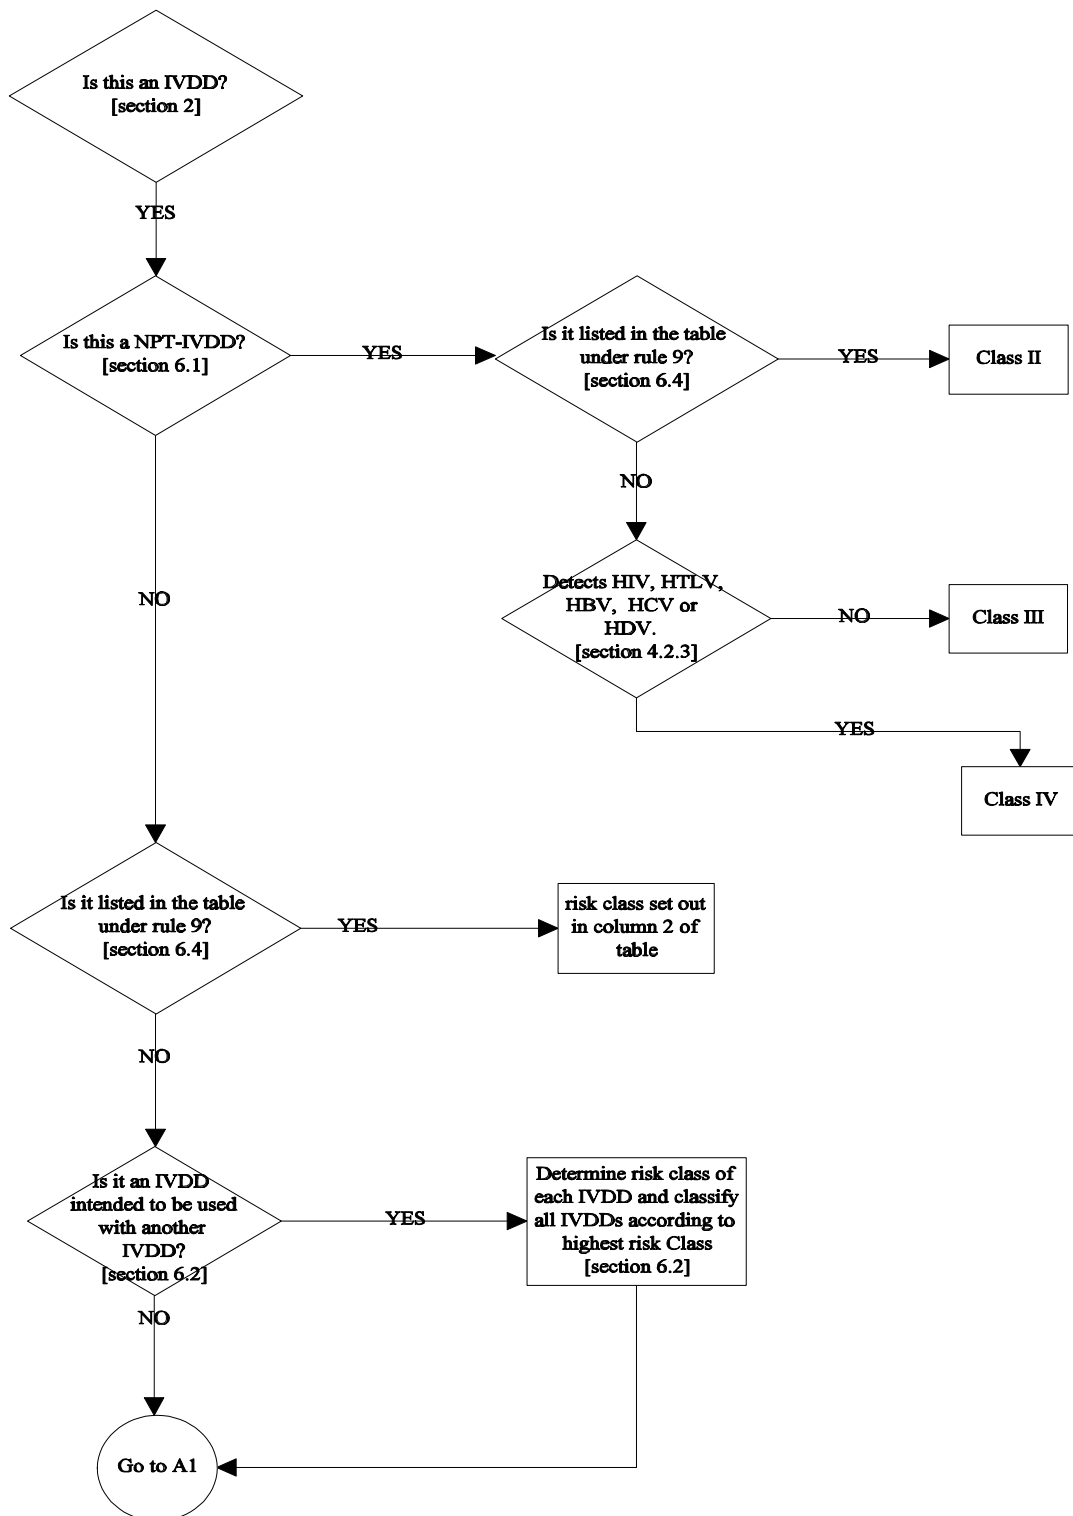 Is this an IVDD?
[section 2]
YES
Is this a NPT-IVDD?
[section 6.1]
YES
Is it listed in the table
under rule 9?
[section 6.4]
YES
Class II
NO
Detects HIV, HTLV,
HBV, HCV or
HDV.
[section 4.2.3]
NO
Class III
YES
Class IV
NO
Is it listed in the table
under rule 9?
[section 6.4]
YES
risk class set out
in column 2 of
table
NO
Is it an IVDD
intended to be used
with another
IVDD?
[section 6.2]
YES
Determine risk class of
each IVDD and classify
all IVDDs according to
highest risk Class
[section 6.2]
NO
Go to A1